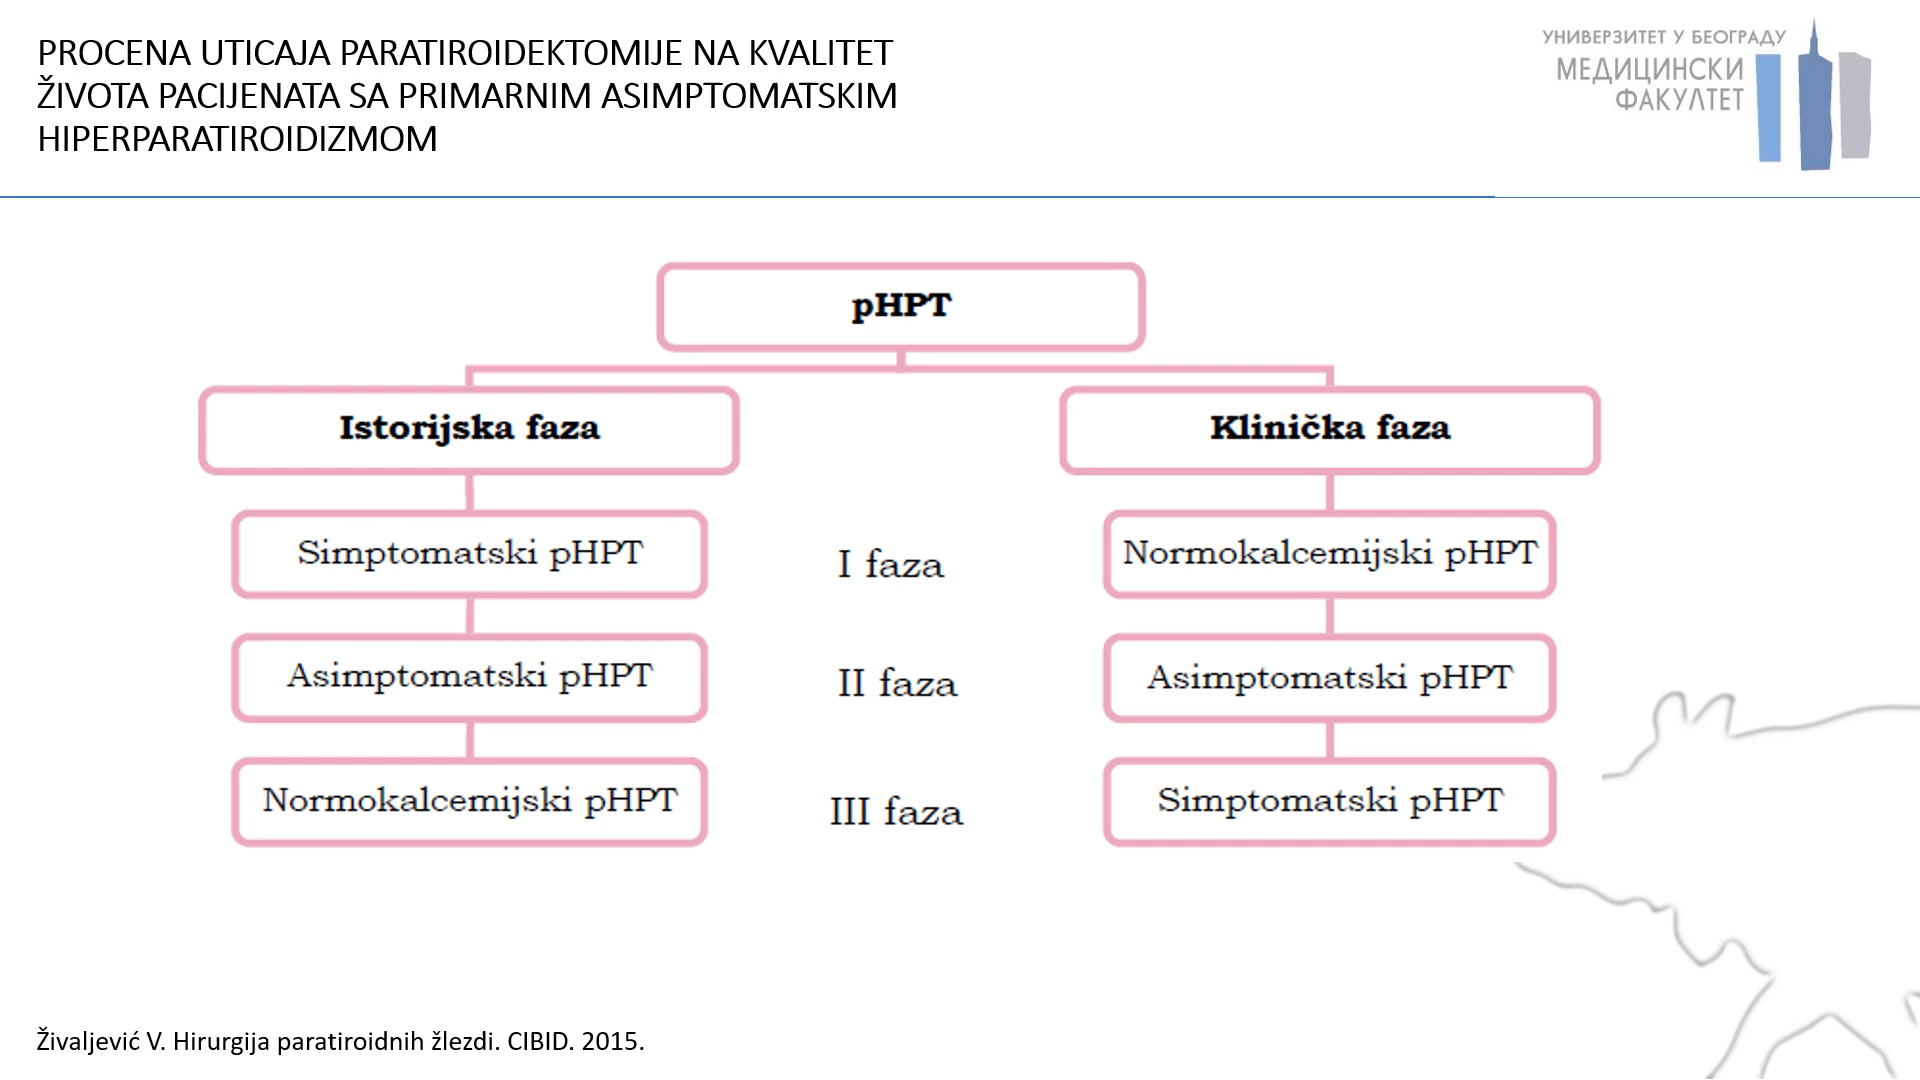 PROCENA UTICAJA PARATIROIDEKTOMIJE NA KVALITET
ŽIVOTA PACIJENATA SA PRIMARNIM ASIMPTOMATSKIM
HIPERPARATIROIDIZMOM
УНИВЕРЗИТЕТ У БЕОГРАДУ
МЕДИЦИНСКИ
ФАКУЛТЕТ
pHPT
Istorijska faza
Klinička faza
Simptomatski pHPT
I faza
Normokalcemijski pHPT
Asimptomatski pHPT
II faza
Asimptomatski pHPT
Normokalcemijski pHPT
III faza
Simptomatski pHPT
Živaljević V. Hirurgija paratiroidnih žlezdi. CIBID. 2015.